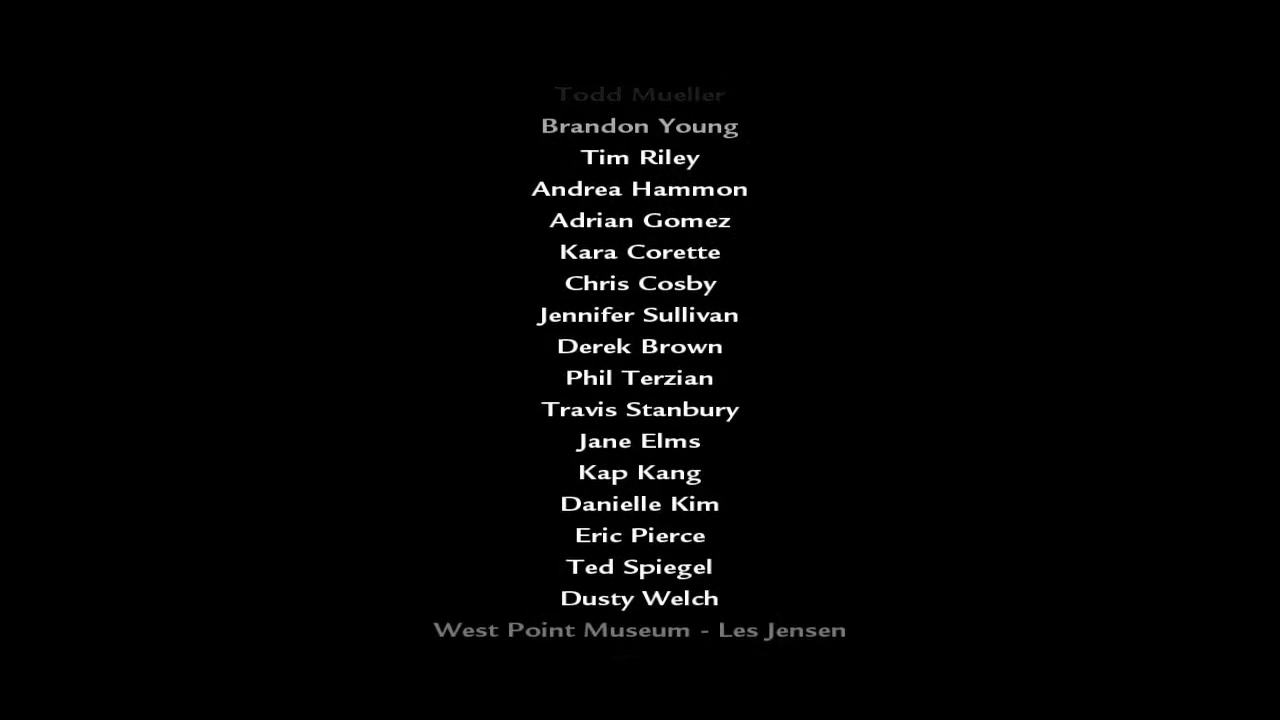 Todd Mueller
Brandon Young
Tim Riley
Andrea Hammon
Adrian Gomez
Kara Corette
Chris Cosby
Jennifer Sullivan
Derek Brown
Phil Terzian
Travis Stanbury
Jane Elms
Kap Kang
Danielle Kim
Eric Pierce
Ted Spiegel
Dusty Welch
West Point Museum - Les Jensen